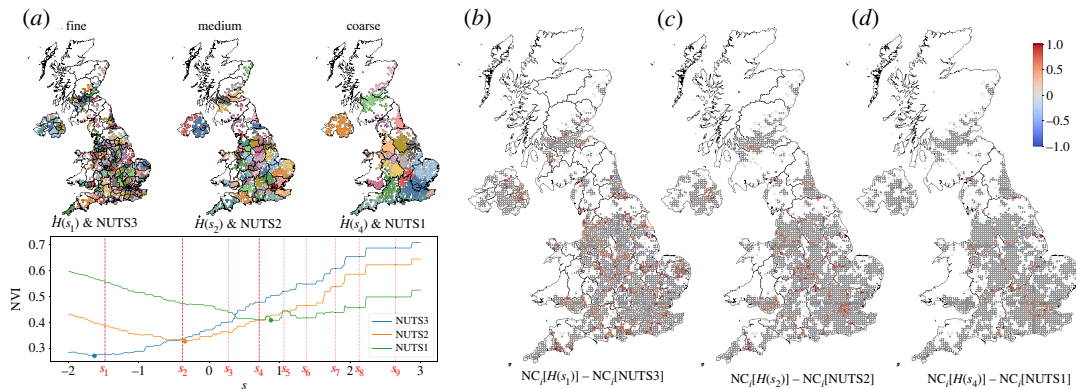 (a)
fine medium coarse
Ḣ(s₁) & NUTS3 Ḣ(s₂) & NUTS2 Ḣ(s₄) & NUTS1
NVI
0.7
0.6
0.5
0.4
0.3
NUTS3
NUTS2
NUTS1
−2 s₁ −1 s₂ 0 s₃ s₄ 1 s₅ s₆ s₇ 2 s₈ s₉ 3
s
(b)
NCᵢ[H(s₁)] – NCᵢ[NUTS3]
(c)
NCᵢ[H(s₂)] – NCᵢ[NUTS2]
(d)
NCᵢ[H(s₄)] – NCᵢ[NUTS1]
1.0
0.5
0
−0.5
−1.0